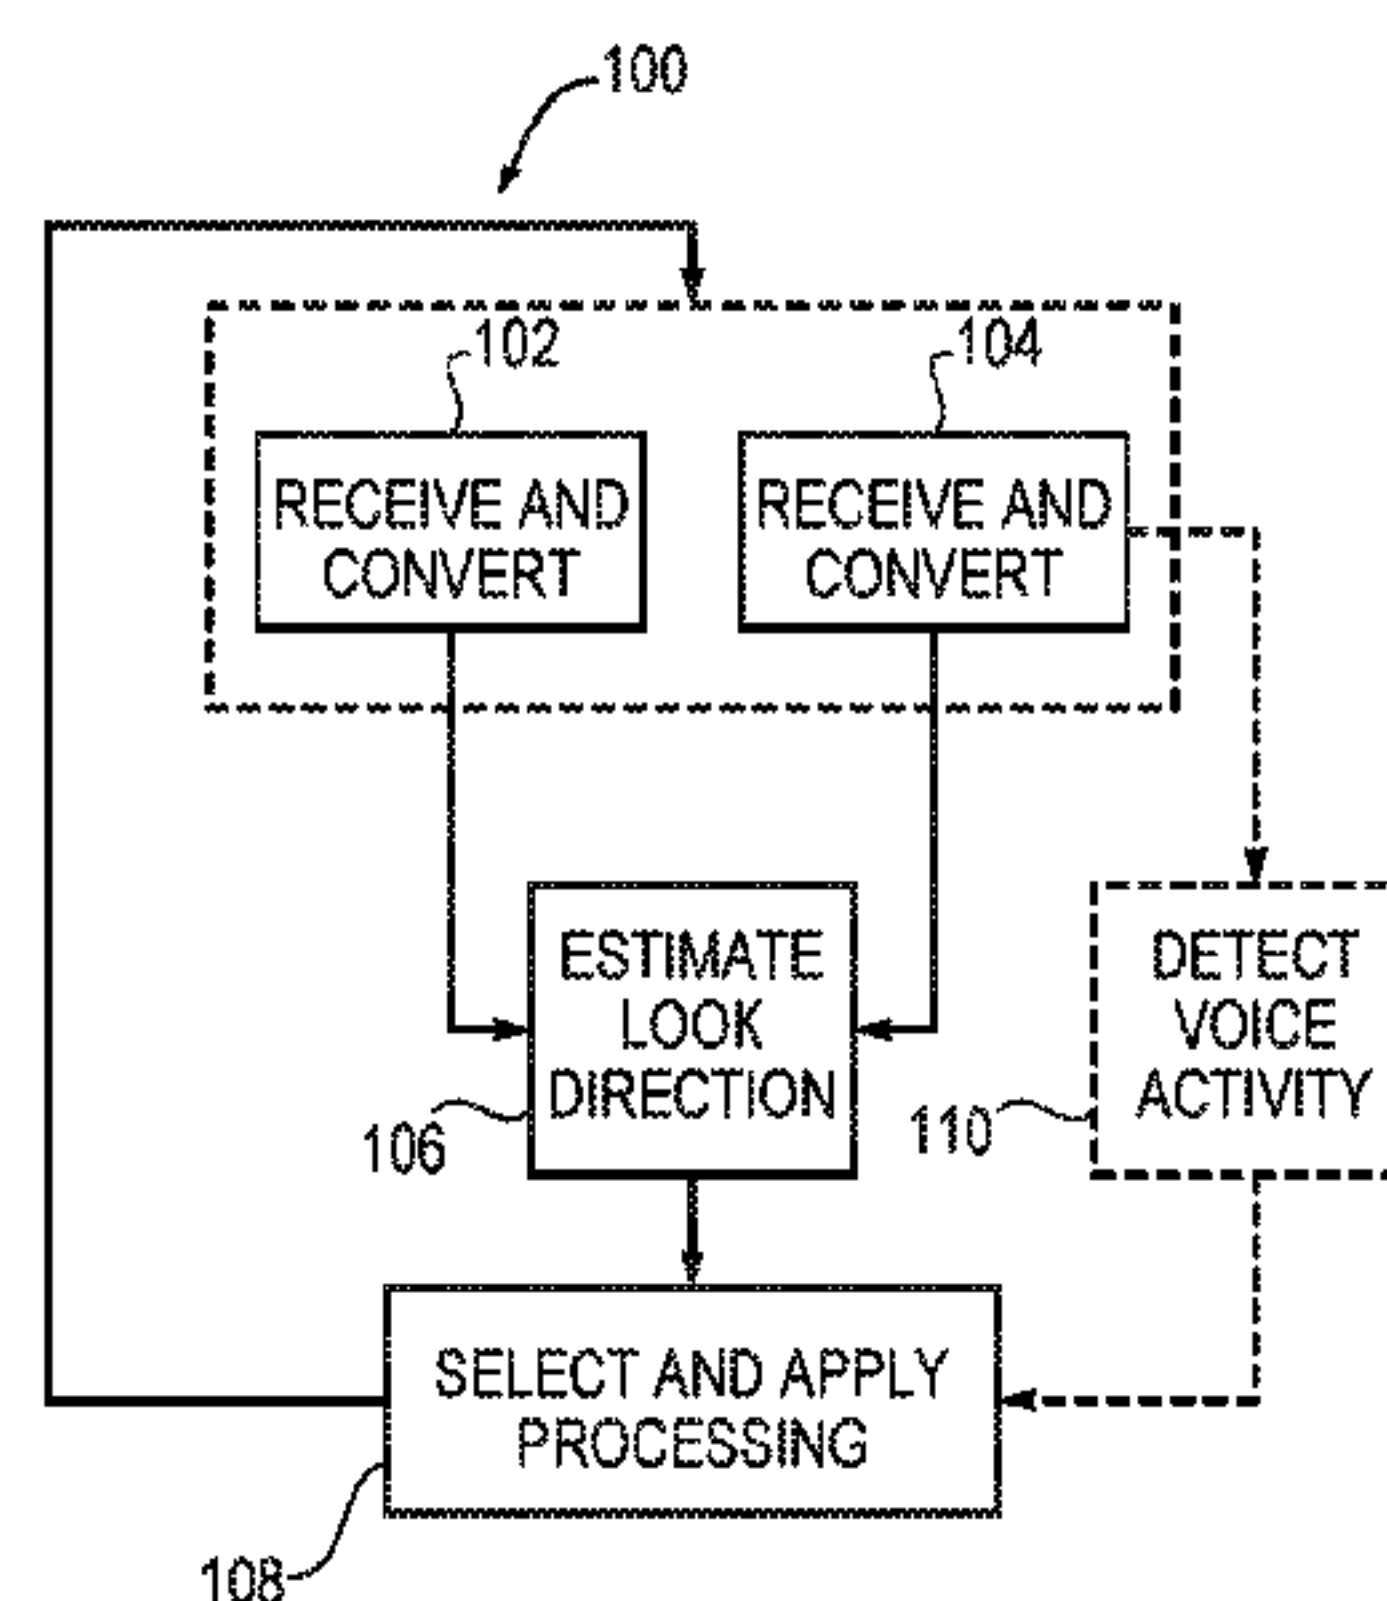 100
102
104
RECEIVE AND
CONVERT
RECEIVE AND
CONVERT
ESTIMATE
LOOK
DIRECTION
106
DETECT
VOICE
ACTIVITY
110
SELECT AND APPLY
PROCESSING
108